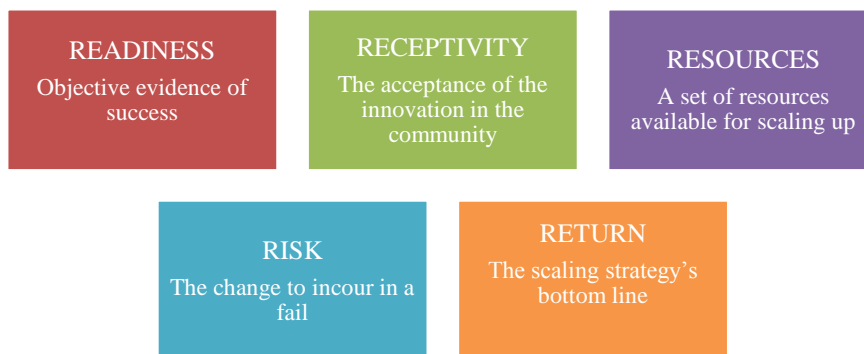 READINESS
Objective evidence of
success
RECEPTIVITY
The acceptance of the
innovation in the
community
RESOURCES
A set of resources
available for scaling up
RISK
The change to incour in a
fail
RETURN
The scaling strategy's
bottom line